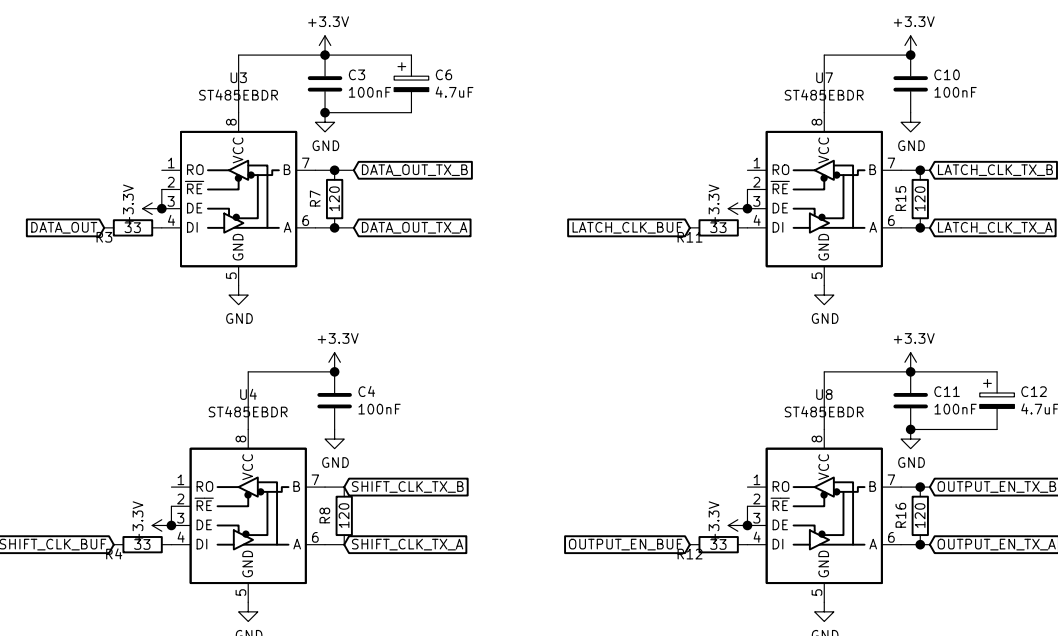 +3.3V
U3
ST485EBDR
C3
100nF
C6
4.7uF
GND
8
VCC
1
RO
2
RE
3
DE
4
DI
+3.3V
DATA_OUT
R3
33
B
7
DATA_OUT_TX_B
R7
120
A
6
DATA_OUT_TX_A
GND
5
GND
+3.3V
U7
ST485EBDR
C10
100nF
GND
8
VCC
1
RO
2
RE
3
DE
4
DI
+3.3V
LATCH_CLK_BUF
R11
33
B
7
LATCH_CLK_TX_B
R15
120
A
6
LATCH_CLK_TX_A
GND
5
GND
+3.3V
U4
ST485EBDR
C4
100nF
GND
8
VCC
1
RO
2
RE
3
DE
4
DI
+3.3V
SHIFT_CLK_BUF
R4
33
B
7
SHIFT_CLK_TX_B
R8
120
A
6
SHIFT_CLK_TX_A
GND
5
GND
+3.3V
U8
ST485EBDR
C11
100nF
C12
4.7uF
GND
8
VCC
1
RO
2
RE
3
DE
4
DI
+3.3V
OUTPUT_EN_BUF
R12
33
B
7
OUTPUT_EN_TX_B
R16
120
A
6
OUTPUT_EN_TX_A
GND
5
GND